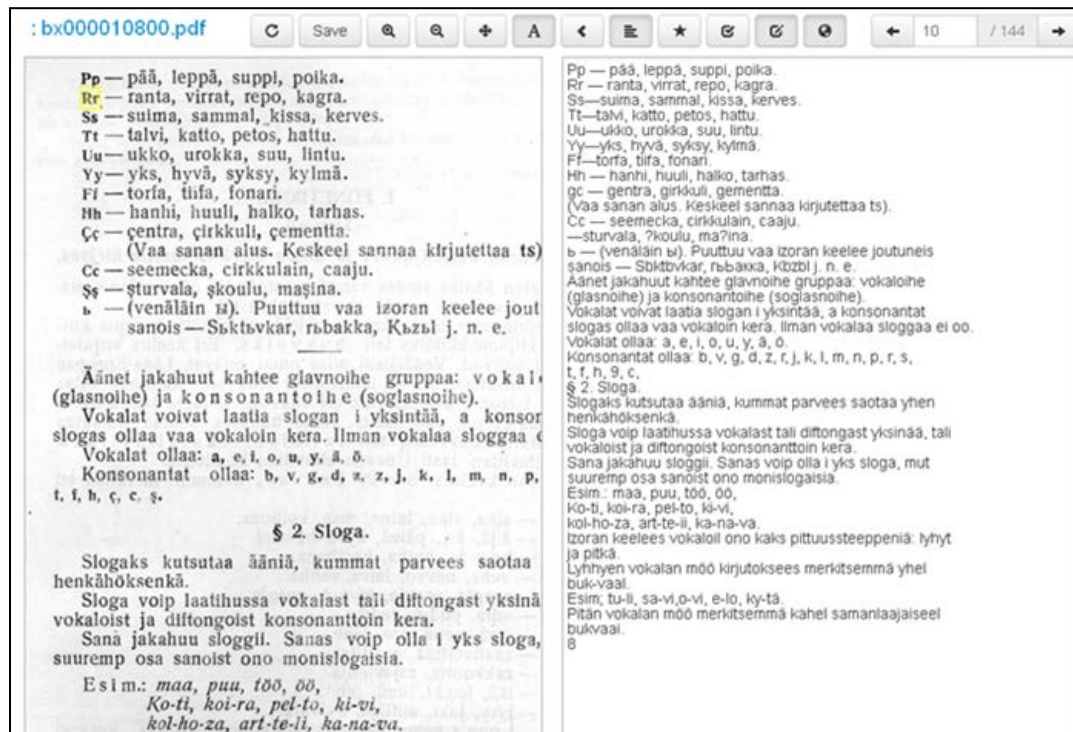 : bx000010800.pdf
Save
A
10
/ 144
Pp — pää, leppä, suppi, poika.
Rr — ranta, virrat, repo, kagra.
Ss — suima, sammal, kissa, kerves.
Tt — talvi, katto, petos, hattu.
Uu — ukko, urokka, suu, lintu.
Yy — yks, hyvä, syksy, kylmä.
Ff — torfa, tiifa, fonari.
Hh — hanhi, huuli, halko, tarhas.
Çç — çentra, çirkkuli, çementta.
(Vaa sanan alus. Keskeel sannaa kirjutettaa ts)
Cc — seemecka, cirkkulain, caaju.
Şş — şturvala, şkoulu, maşina.
ь — (venäläin ы). Puuttuu vaa izoran keelee jout
sanois — Sьktьvkar, rьbakka, Kьzьl j. n. e.
Äänet jakahuut kahtee glavnoihe gruppaa: vokal
(glasnoihe) ja konsonantoihe (soglasnoihe).
Vokalat voivat laatia slogan i yksintää, a konsor
slogas ollaa vaa vokaloin kera. Ilman vokalaa sloggaa e
Vokalat ollaa: a, e, i, o, u, y, ä, ö.
Konsonantat ollaa: b, v, g, d, z, z, j, k, l, m, n, p,
t, f, h, ç, c, ş.
§ 2. Sloga.
Slogaks kutsutaa ääniä, kummat parvees saotaa
henkähöksenkä.
Sloga voip laatihussa vokalast tali diftongast yksinä
vokaloist ja diftongoist konsonanttoin kera.
Sana jakahuu sloggii. Sanas voip olla i yks sloga,
suuremp osa sanoist ono monislogaisia.
Esim.: maa, puu, töö, öö,
Ko-ti, koi-ra, pel-to, ki-vi,
kol-ho-za, art-te-li, ka-na-va.
Pp — pää, leppä, suppi, poika.
Rr — ranta, virrat, repo, kagra.
Ss—suima, sammal, kissa, kerves.
Tt—talvi, katto, petos, hattu.
Uu—ukko, urokka, suu, lintu.
Yy—yks, hyvä, syksy, kylmä.
Ff—torfa, tiifa, fonari.
Hh — hanhi, huuli, halko, tarhas.
gc — gentra, girkkuli, gementta.
(Vaa sanan alus. Keskeel sannaa kirjutettaa ts).
Cc — seemecka, cirkkulain, caaju.
—sturvala, ?koulu, ma?ina.
ь — (venäläin ы). Puuttuu vaa izoran keelee joutuneis
sanois — Sbktbvkar, rьЬакка, Kbzbl j. n. e.
Äänet jakahuut kahtee glavnoihe gruppaa: vokaloihe
(glasnoihe) ja konsonantoihe (soglasnoihe).
Vokalat voivat laatia slogan i yksintää, a konsonantat
slogas ollaa vaa vokaloin kera. Ilman vokalaa sloggaa ei oo.
Vokalat ollaa: a, e, i, o, u, y, ä, ö.
Konsonantat ollaa: b, v, g, d, z, r, j, k, l, m, n, p, r, s,
t, f, h, 9, c,
§ 2. Sloga.
Slogaks kutsutaa ääniä, kummat parvees saotaa yhen
henkähöksenkä.
Sloga voip laatihussa vokalast tali diftongast yksinää, tali
vokaloist ja diftongoist konsonanttoin kera.
Sana jakahuu sloggii. Sanas voip olla i yks sloga, mut
suuremp osa sanoist ono monislogaisia.
Esim.: maa, puu, töö, öö,
Ko-ti, koi-ra, pel-to, ki-vi,
kol-ho-za, art-te-ii, ka-na-va.
Izoran keelees vokaloil ono kaks pittuussteeppeniä: lyhyt
ja pitkä.
Lyhhyen vokalan möö kirjutoksees merkitsemmä yhel
buk-vaal.
Esim; tu-li, sa-vi,o-vi, e-lo, ky-tä.
Pitän vokalan möö merkitsemmä kahel samanlaajaiseel
bukvaai.
8